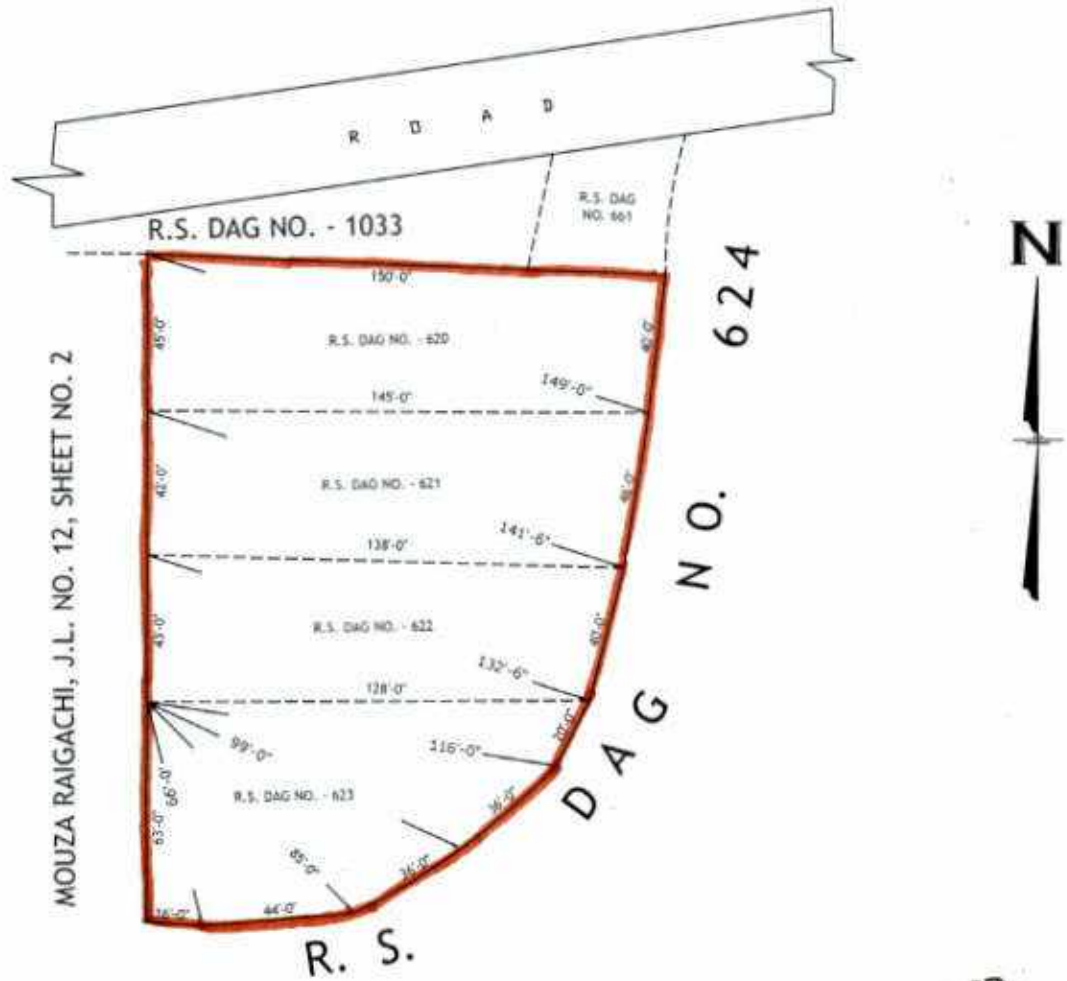 R O A D
R.S. DAG
NO. 661
R.S. DAG NO. - 1033
N
150'-0"
45'-0"
R.S. DAG NO. - 620
40'-0"
149'-0"
145'-0"
42'-0"
R.S. DAG NO. - 621
46'-0"
141'-6"
138'-0"
43'-0"
R.S. DAG NO. - 622
40'-0"
132'-6"
128'-0"
20'-0"
99'-0"
116'-0"
66'-0"
63'-0"
R.S. DAG NO. - 623
36'-0"
85'-0"
36'-0"
16'-0"
44'-0"
R. S. DAG NO. 624
MOUZA RAIGACHI, J.L. NO. 12, SHEET NO. 2